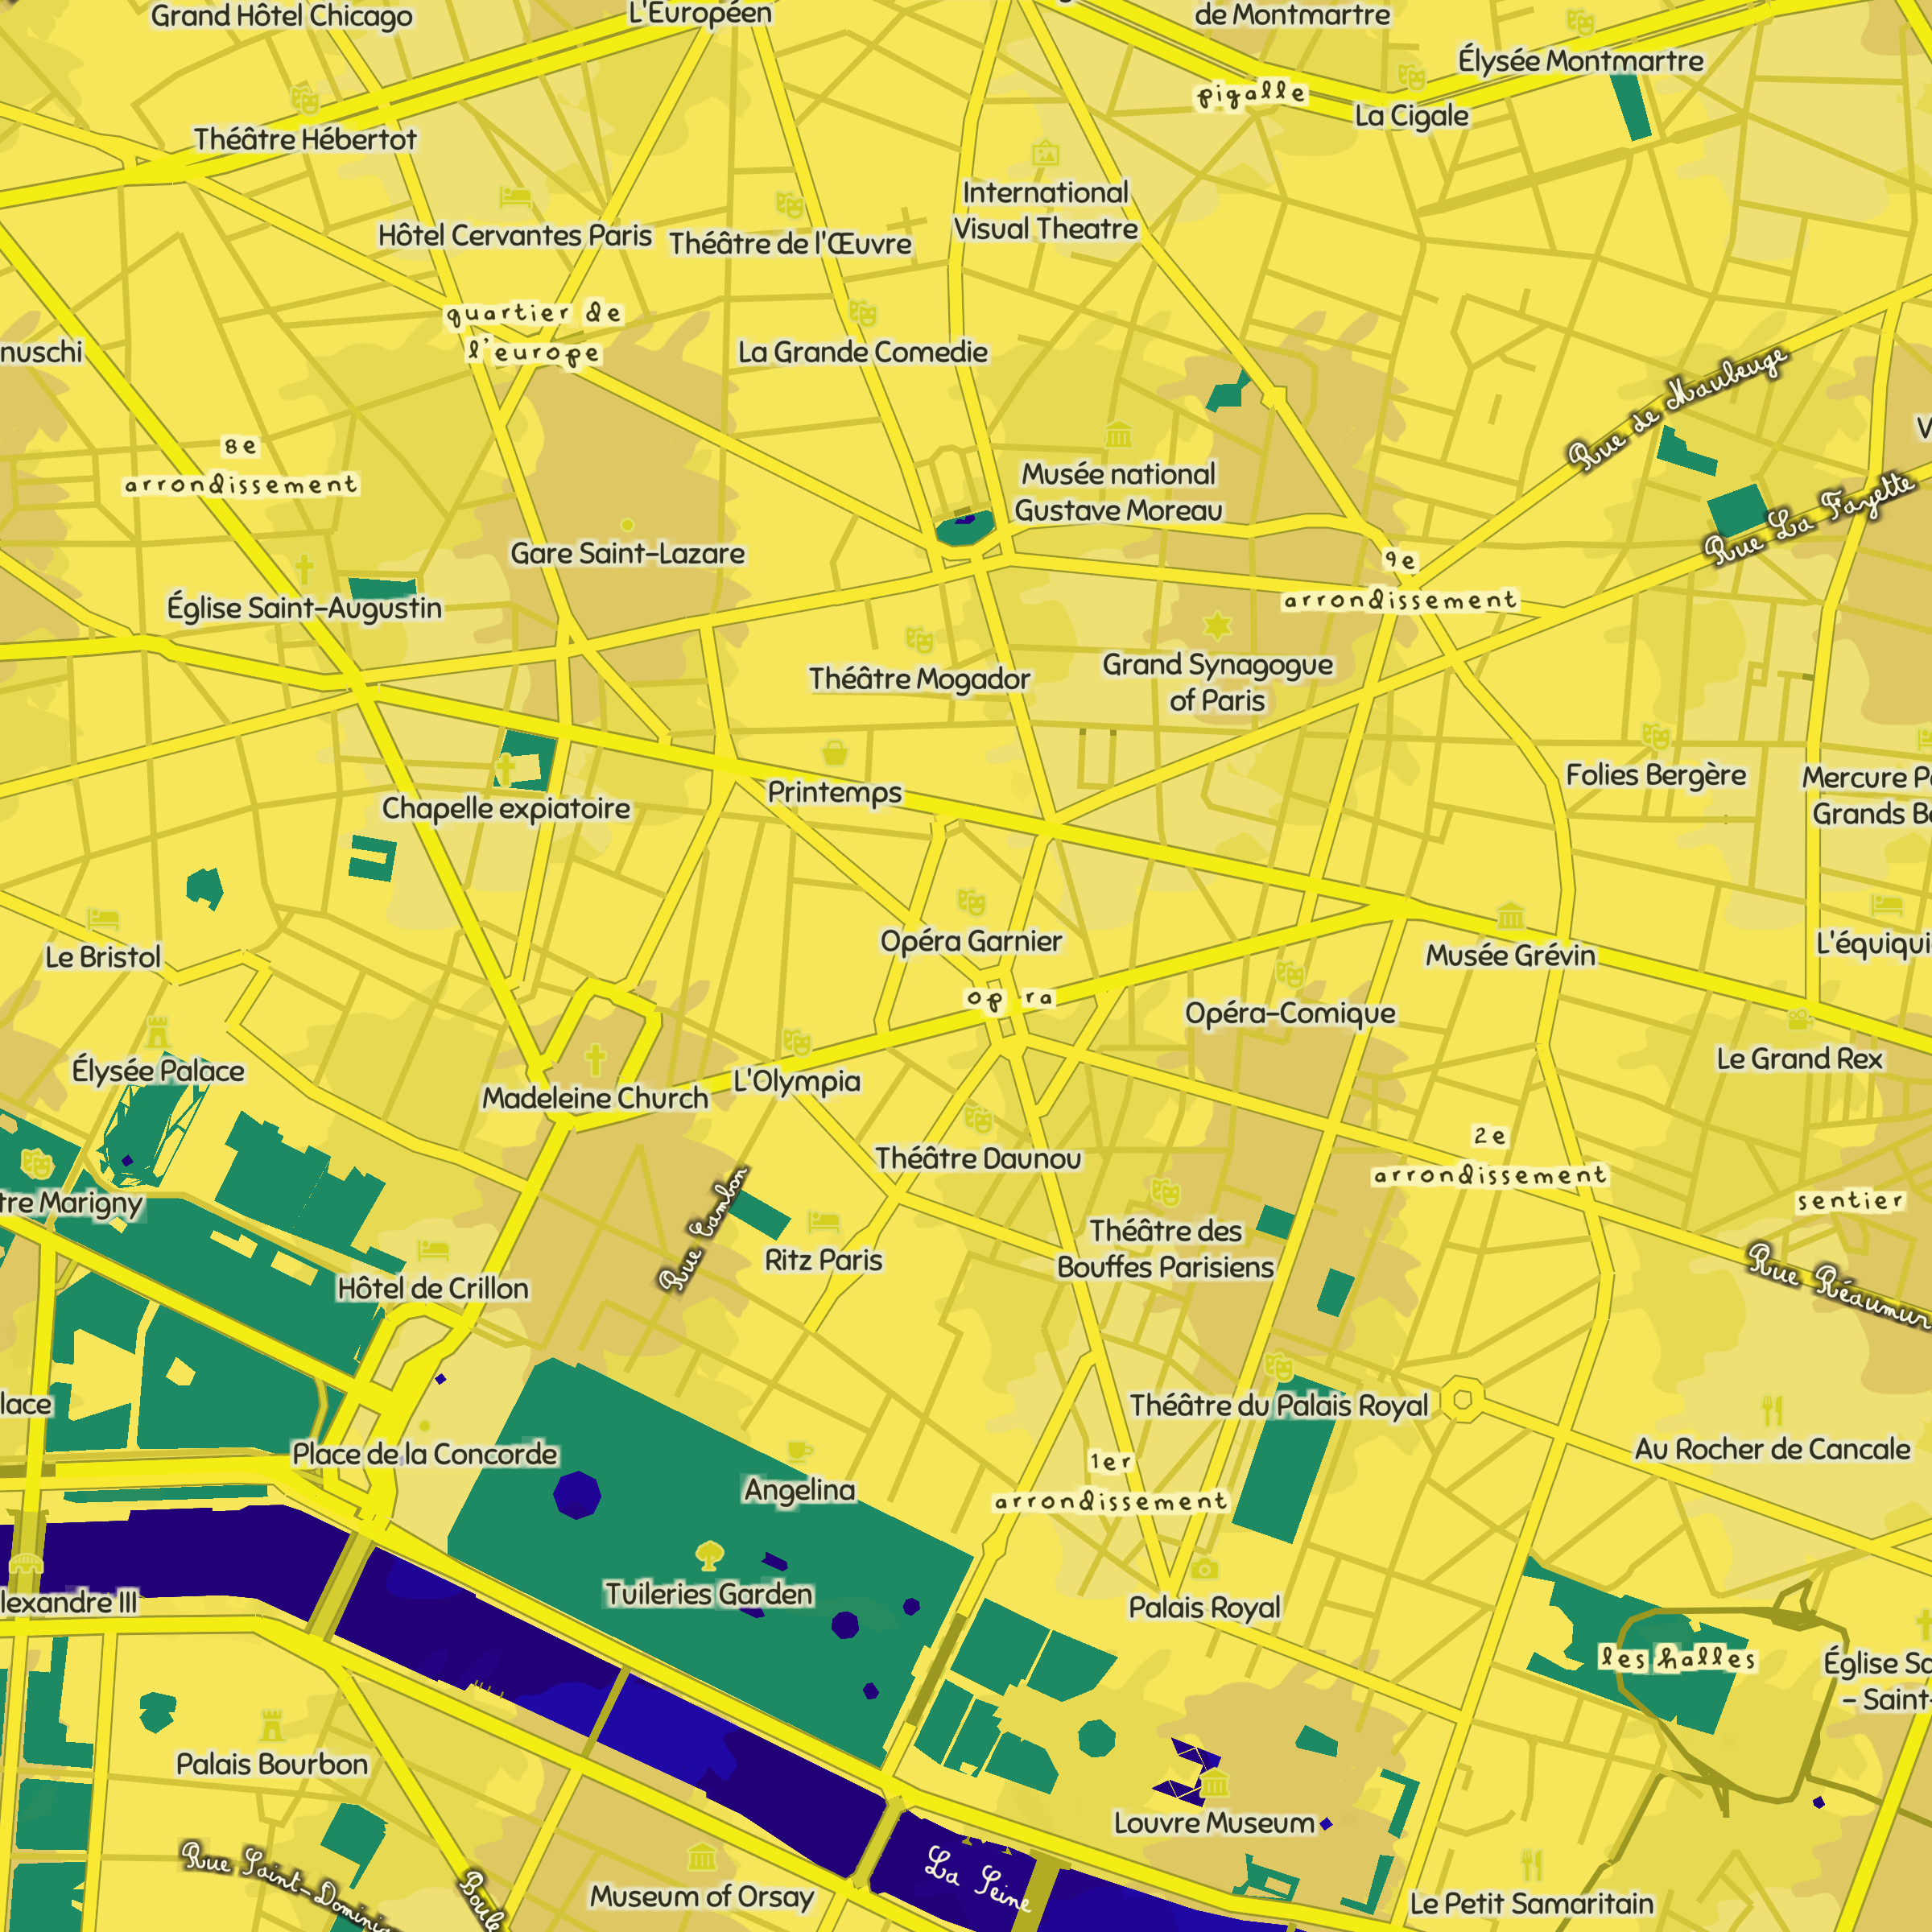 Grand Hôtel Chicago
L'Européen
de Montmartre
Élysée Montmartre
pigalle
La Cigale
Théâtre Hébertot
International
Visual Theatre
Hôtel Cervantes Paris
Théâtre de l'Œuvre
quartier de
l'europe
nuschi
La Grande Comedie
Rue de Maubeuge
8e
arrondissement
Musée national
Gustave Moreau
Rue La Fayette
V
Gare Saint-Lazare
9e
arrondissement
Église Saint-Augustin
Théâtre Mogador
Grand Synagogue
of Paris
Printemps
Folies Bergère
Mercure P
Grands B
Chapelle expiatoire
Le Bristol
Opéra Garnier
Musée Grévin
L'équiqui
op ra
Opéra-Comique
Élysée Palace
Madeleine Church
L'Olympia
Le Grand Rex
2e
arrondissement
Théâtre Daunou
tre Marigny
Rue Cambon
sentier
Théâtre des
Bouffes Parisiens
Ritz Paris
Hôtel de Crillon
Rue Réaumur
lace
Théâtre du Palais Royal
Place de la Concorde
Au Rocher de Cancale
Angelina
1er
arrondissement
lexandre III
Tuileries Garden
Palais Royal
les halles
Église Sa
- Saint-
Palais Bourbon
Louvre Museum
Rue Saint-Dominic
Boule
Museum of Orsay
La Seine
Le Petit Samaritain